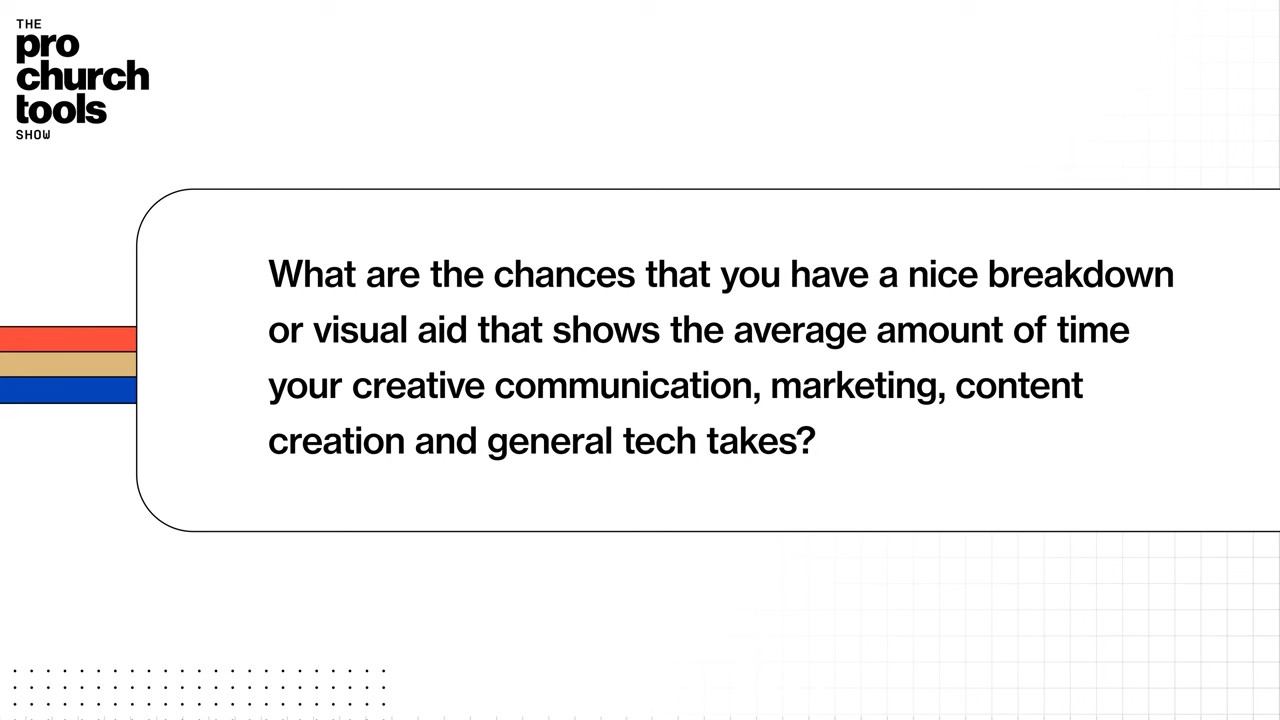 THE
pro
church
tools
SHOW
What are the chances that you have a nice breakdown
or visual aid that shows the average amount of time
your creative communication, marketing, content
creation and general tech takes?